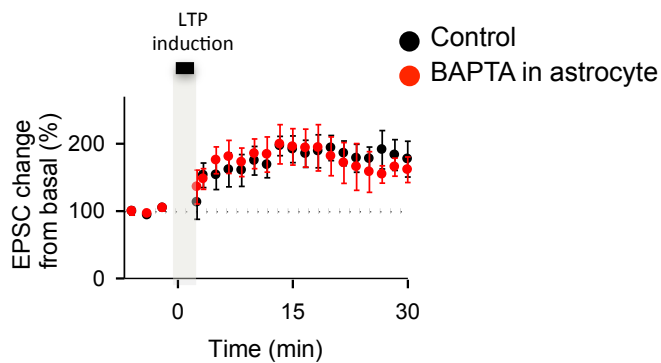 LTP
induction
Control
BAPTA in astrocyte
EPSC change
from basal (%)
200
100
0
0
15
30
Time (min)